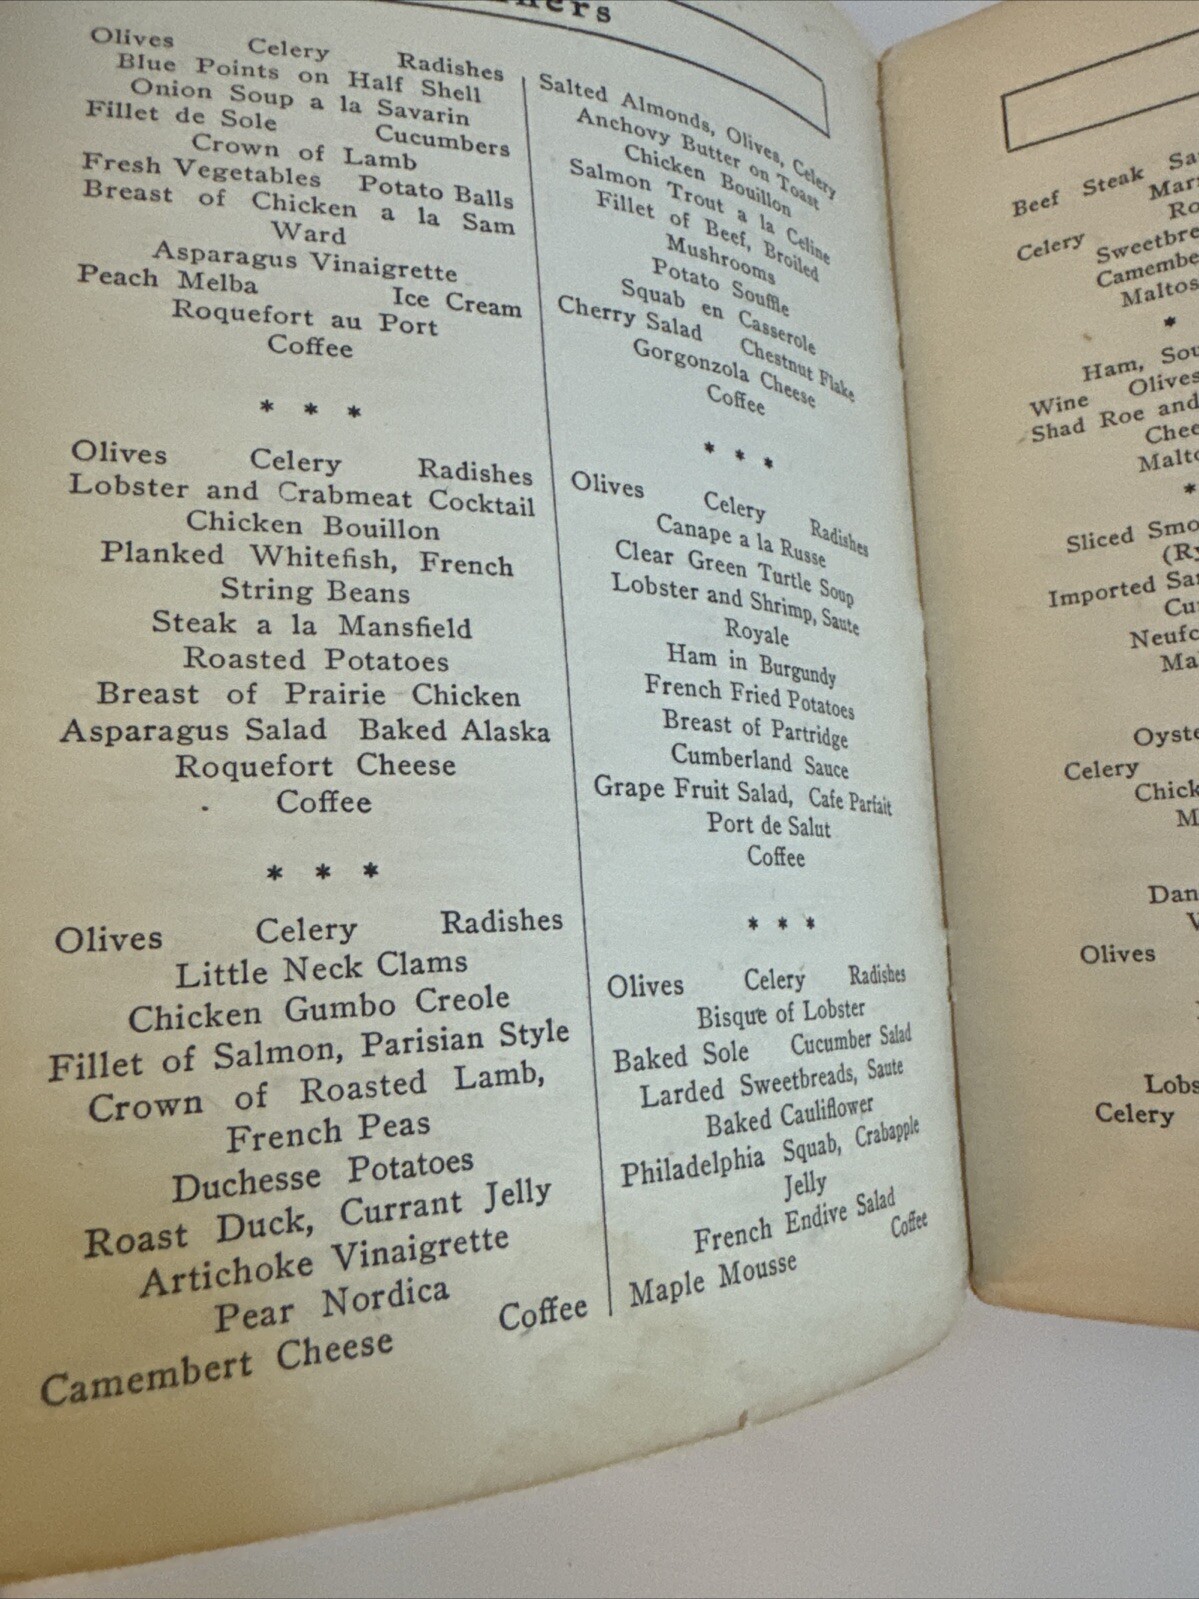 Olives Celery Radishes
Blue Points on Half Shell
Onion Soup a la Savarin
Fillet de Sole Cucumbers
Crown of Lamb
Fresh Vegetables Potato Balls
Breast of Chicken a la Sam
Ward
Asparagus Vinaigrette
Peach Melba Ice Cream
Roquefort au Port
Coffee
* * *
Olives Celery Radishes
Lobster and Crabmeat Cocktail
Chicken Bouillon
Planked Whitefish, French
String Beans
Steak a la Mansfield
Roasted Potatoes
Breast of Prairie Chicken
Asparagus Salad Baked Alaska
Roquefort Cheese
Coffee
* * *
Olives Celery Radishes
Little Neck Clams
Chicken Gumbo Creole
Fillet of Salmon, Parisian Style
Crown of Roasted Lamb,
French Peas
Duchesse Potatoes
Roast Duck, Currant Jelly
Artichoke Vinaigrette
Pear Nordica
Camembert Cheese Coffee
Salted Almonds, Olives, Celery
Anchovy Butter on Toast
Chicken Bouillon
Salmon Trout a la Celine
Fillet of Beef, Broiled
Mushrooms
Potato Souffle
Squab en Casserole
Cherry Salad Chestnut Flake
Gorgonzola Cheese
Coffee
* * *
Olives Celery Radishes
Canape a la Russe
Clear Green Turtle Soup
Lobster and Shrimp, Saute
Royale
Ham in Burgundy
French Fried Potatoes
Breast of Partridge
Cumberland Sauce
Grape Fruit Salad, Cafe Parfait
Port de Salut
Coffee
* * *
Olives Celery Radishes
Bisque of Lobster
Baked Sole Cucumber Salad
Larded Sweetbreads, Saute
Baked Cauliflower
Philadelphia Squab, Crabapple
Jelly
French Endive Salad
Maple Mousse Coffee
Beef Steak
Celery
*
Ham,
Wine Olives
Shad Roe and
*
Sliced
Imported
Celery
Olives
Celery